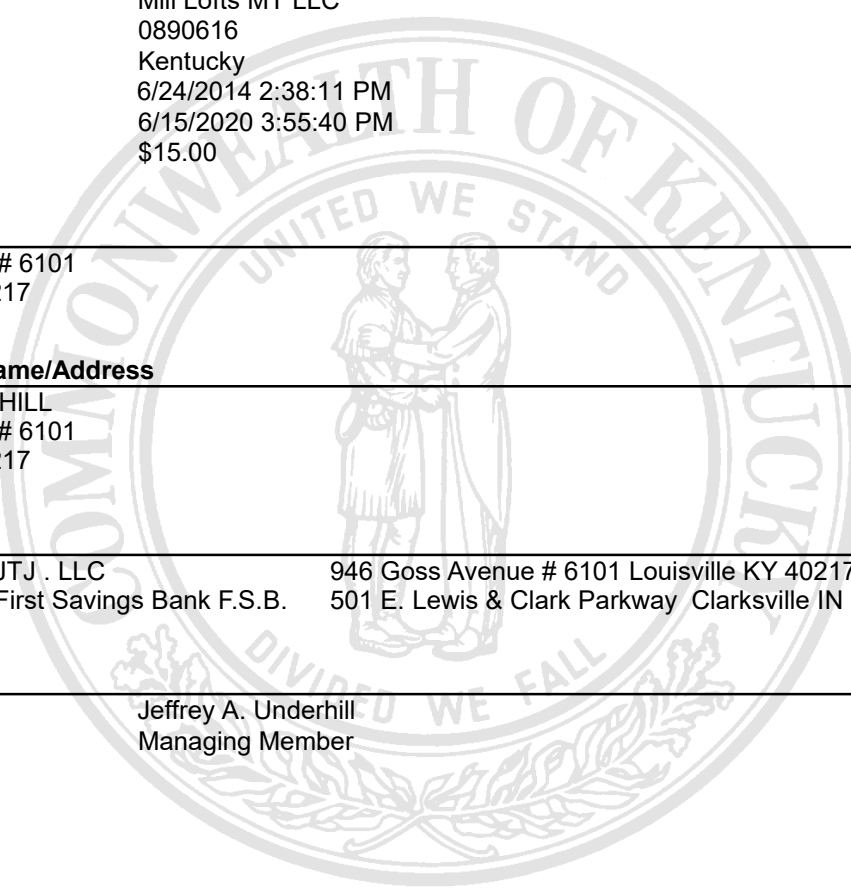 Mill Lofts MT LLC
0890616
Kentucky
6/24/2014 2:38:11 PM
6/15/2020 3:55:40 PM
$15.00
# 6101
217
ame/Address
HILL
# 6101
217
JTJ . LLC 946 Goss Avenue # 6101 Louisville KY 40217
First Savings Bank F.S.B. 501 E. Lewis & Clark Parkway Clarksville IN
Jeffrey A. Underhill
Managing Member
COMMONWEALTH OF KENTUCKY
UNITED WE STAND
DIVIDED WE FALL